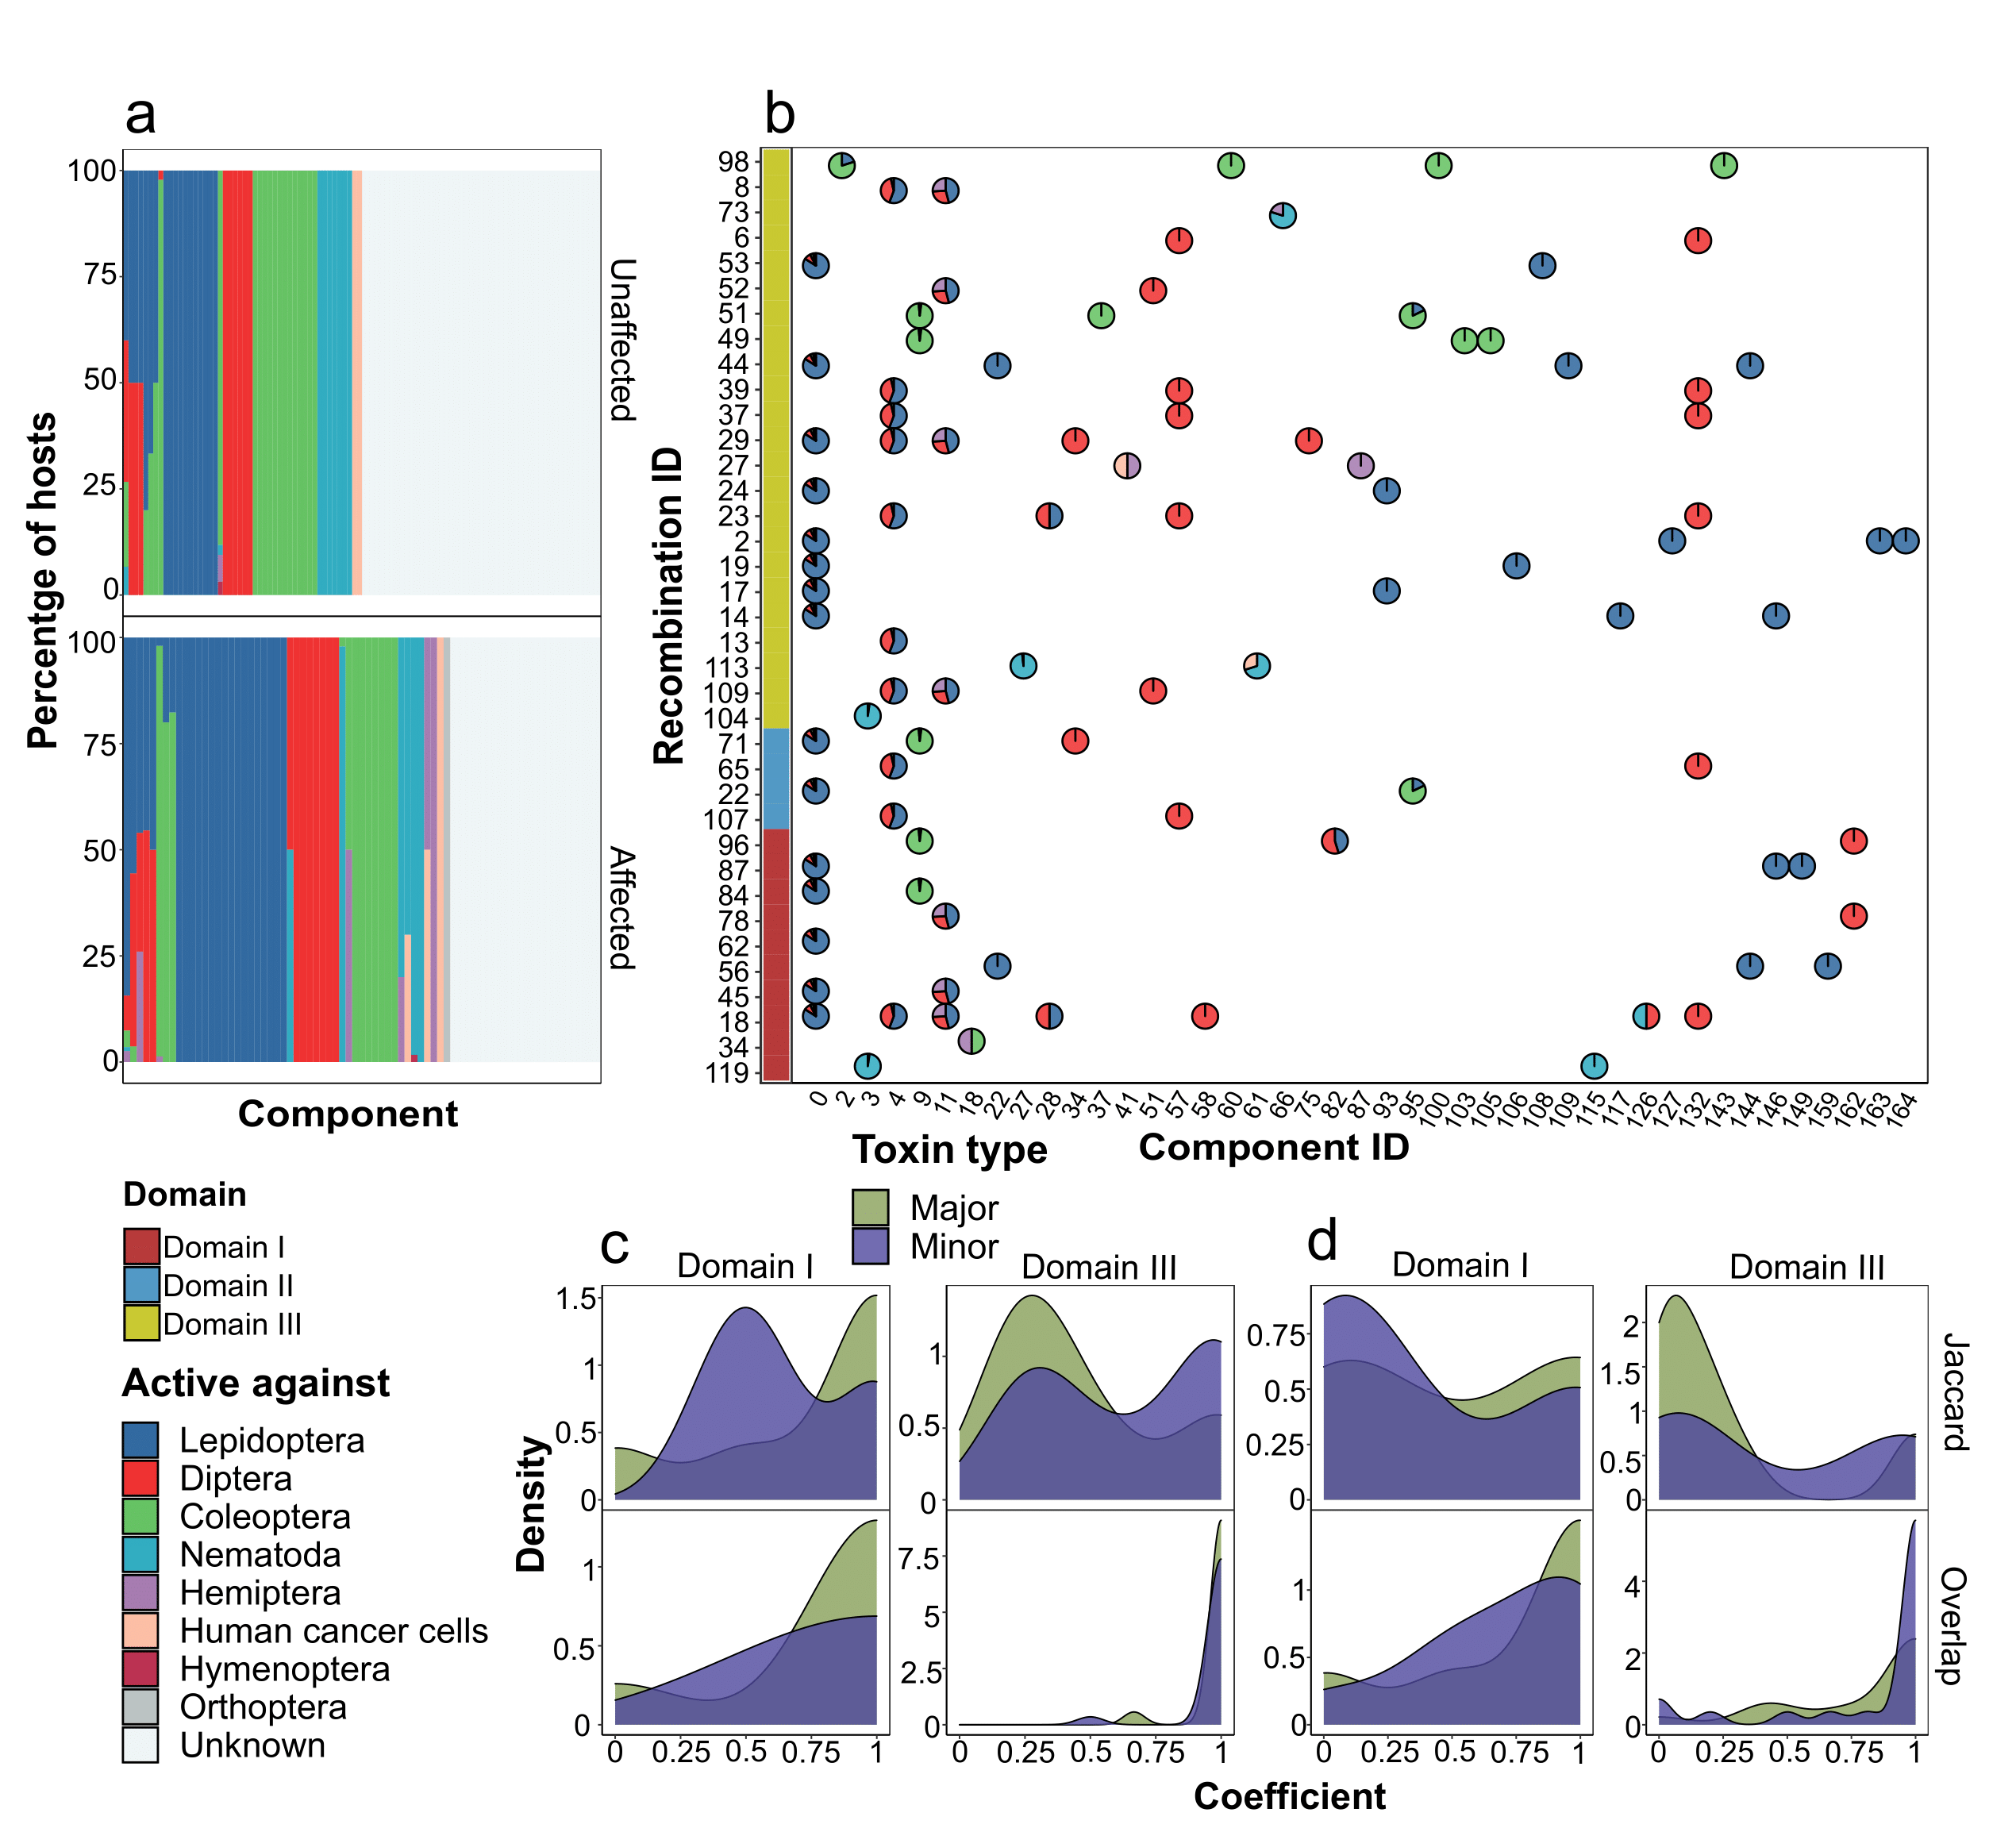 a
Percentge of hosts
100
75
50
25
0
Unaffected
100
75
50
25
0
Affected
Component
b
Recombination ID
98
8
73
6
53
52
51
49
44
39
37
29
27
24
23
2
19
17
14
13
113
109
104
71
65
22
107
96
87
84
78
62
56
45
18
34
119
0 2 3 4 9 11 18 22 27 28 34 37 41 51 57 58 60 61 66 75 82 87 93 95 100 103 105 106 108 109 115 117 126 127 132 143 144 146 149 159 162 163 164
Component ID
Toxin type
Major
Minor
Domain
Domain I
Domain II
Domain III
Active against
Lepidoptera
Diptera
Coleoptera
Nematoda
Hemiptera
Human cancer cells
Hymenoptera
Orthoptera
Unknown
c
Domain I
Domain III
d
Domain I
Domain III
Density
1.5
1
0.5
0
1
0.5
0
0.75
0.5
0.25
0
2
1.5
1
0.5
0
Jaccard
1
0.5
0
7.5
5
2.5
0
1
0.5
0
4
2
0
Overlap
0 0.25 0.5 0.75 1
0 0.25 0.5 0.75 1
0 0.25 0.5 0.75 1
0 0.25 0.5 0.75 1
Coefficient